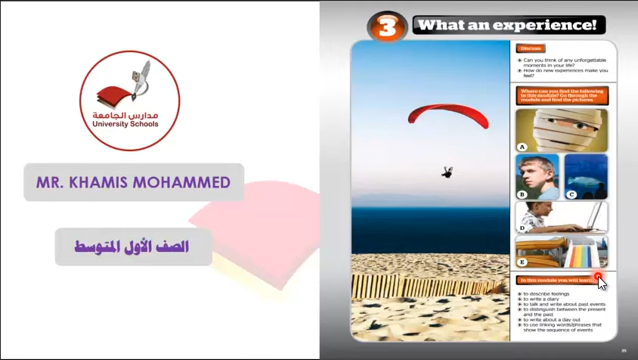 مدارس الجامعة
University Schools
MR. KHAMIS MOHAMMED
الصف الأول المتوسط
3 What an experience!
Discuss
Can you think of any unforgettable
moments in your life?
How do new experiences make you
feel?
Where can you find the following
in this module? Go through the
module and find the pictures.
A
B
C
D
E
In this module you will learn
to describe feelings
to write a diary
to talk and write about past events
to distinguish between the present
and the past
to write about a day out
to use linking words/phrases that
show the sequence of events